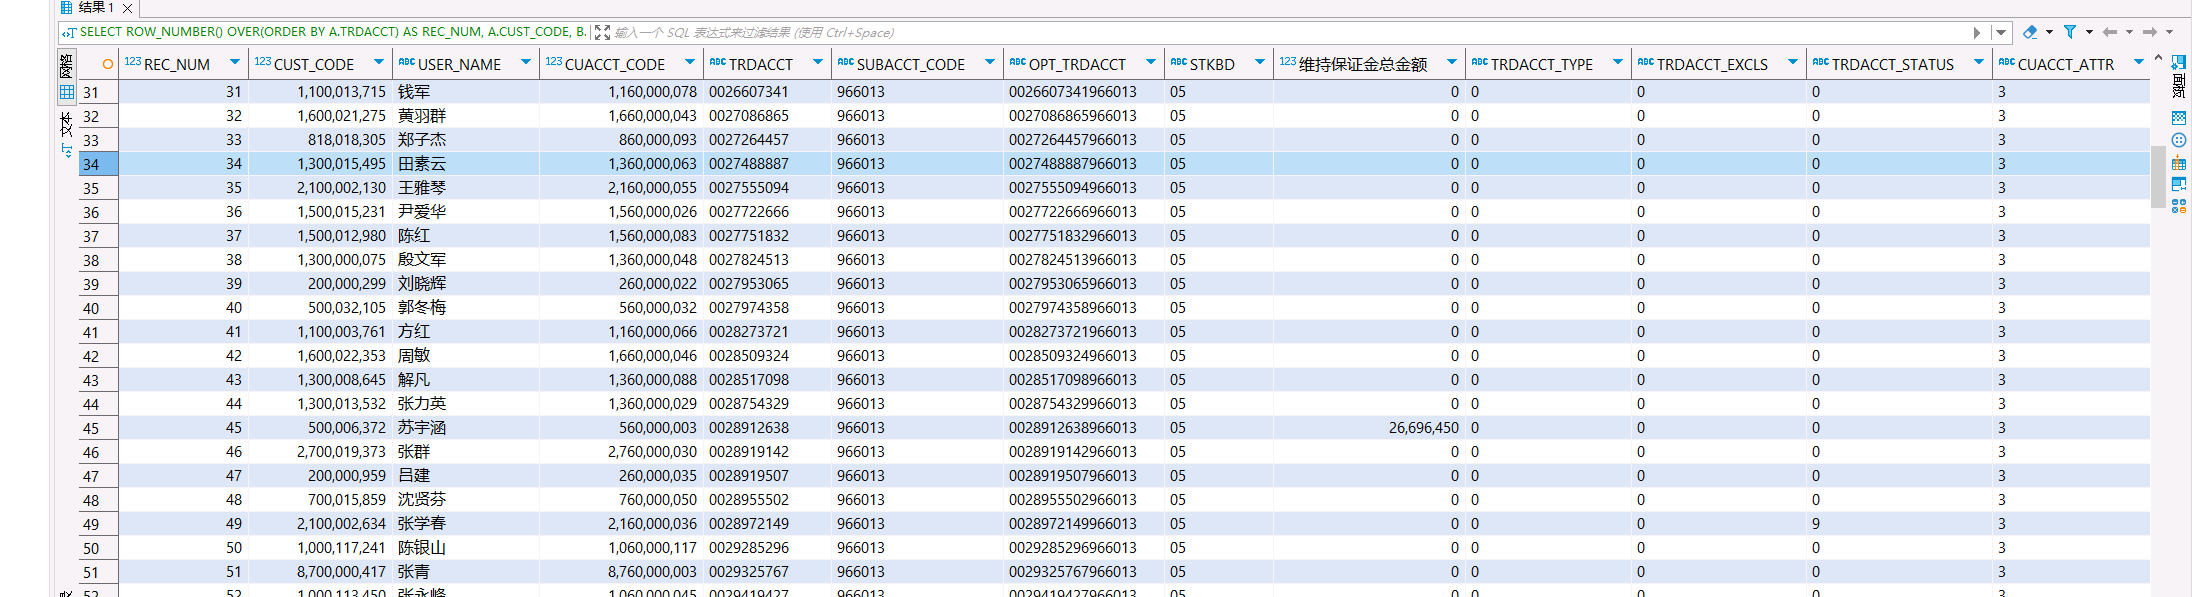 结果 1
SELECT ROW_NUMBER() OVER(ORDER BY A.TRDACCT) AS REC_NUM, A.CUST_CODE, B. 输入一个 SQL 表达式来过滤结果 (使用 Ctrl+Space)
网格
文本
REC_NUM CUST_CODE USER_NAME CUACCT_CODE TRDACCT SUBACCT_CODE OPT_TRDACCT STKBD 维持保证金总金额 TRDACCT_TYPE TRDACCT_EXCLS TRDACCT_STATUS CUACCT_ATTR
31 31 1,100,013,715 钱军 1,160,000,078 0026607341 966013 0026607341966013 05 0 0 0 0 3
32 32 1,600,021,275 黄羽群 1,660,000,043 0027086865 966013 0027086865966013 05 0 0 0 0 3
33 33 818,018,305 郑子杰 860,000,093 0027264457 966013 0027264457966013 05 0 0 0 0 3
34 34 1,300,015,495 田素云 1,360,000,063 0027488887 966013 0027488887966013 05 0 0 0 0 3
35 35 2,100,002,130 王雅琴 2,160,000,055 0027555094 966013 0027555094966013 05 0 0 0 0 3
36 36 1,500,015,231 尹爱华 1,560,000,026 0027722666 966013 0027722666966013 05 0 0 0 0 3
37 37 1,500,012,980 陈红 1,560,000,083 0027751832 966013 0027751832966013 05 0 0 0 0 3
38 38 1,300,000,075 殷文军 1,360,000,048 0027824513 966013 0027824513966013 05 0 0 0 0 3
39 39 200,000,299 刘晓辉 260,000,022 0027953065 966013 0027953065966013 05 0 0 0 0 3
40 40 500,032,105 郭冬梅 560,000,032 0027974358 966013 0027974358966013 05 0 0 0 0 3
41 41 1,100,003,761 方红 1,160,000,066 0028273721 966013 0028273721966013 05 0 0 0 0 3
42 42 1,600,022,353 周敏 1,660,000,046 0028509324 966013 0028509324966013 05 0 0 0 0 3
43 43 1,300,008,645 解凡 1,360,000,088 0028517098 966013 0028517098966013 05 0 0 0 0 3
44 44 1,300,013,532 张力英 1,360,000,029 0028754329 966013 0028754329966013 05 0 0 0 0 3
45 45 500,006,372 苏宇涵 560,000,003 0028912638 966013 0028912638966013 05 26,696,450 0 0 0 3
46 46 2,700,019,373 张群 2,760,000,030 0028919142 966013 0028919142966013 05 0 0 0 0 3
47 47 200,000,959 吕建 260,000,035 0028919507 966013 0028919507966013 05 0 0 0 0 3
48 48 700,015,859 沈贤芬 760,000,050 0028955502 966013 0028955502966013 05 0 0 0 0 3
49 49 2,100,002,634 张学春 2,160,000,036 0028972149 966013 0028972149966013 05 0 0 0 9 3
50 50 1,000,117,241 陈银山 1,060,000,117 0029285296 966013 0029285296966013 05 0 0 0 0 3
51 51 8,700,000,417 张青 8,760,000,003 0029325767 966013 0029325767966013 05 0 0 0 0 3
52 52 1,000,113,450 张永峰 1,060,000,045 0029419427 966013 0029419427966013 05 0 0 0 0 3